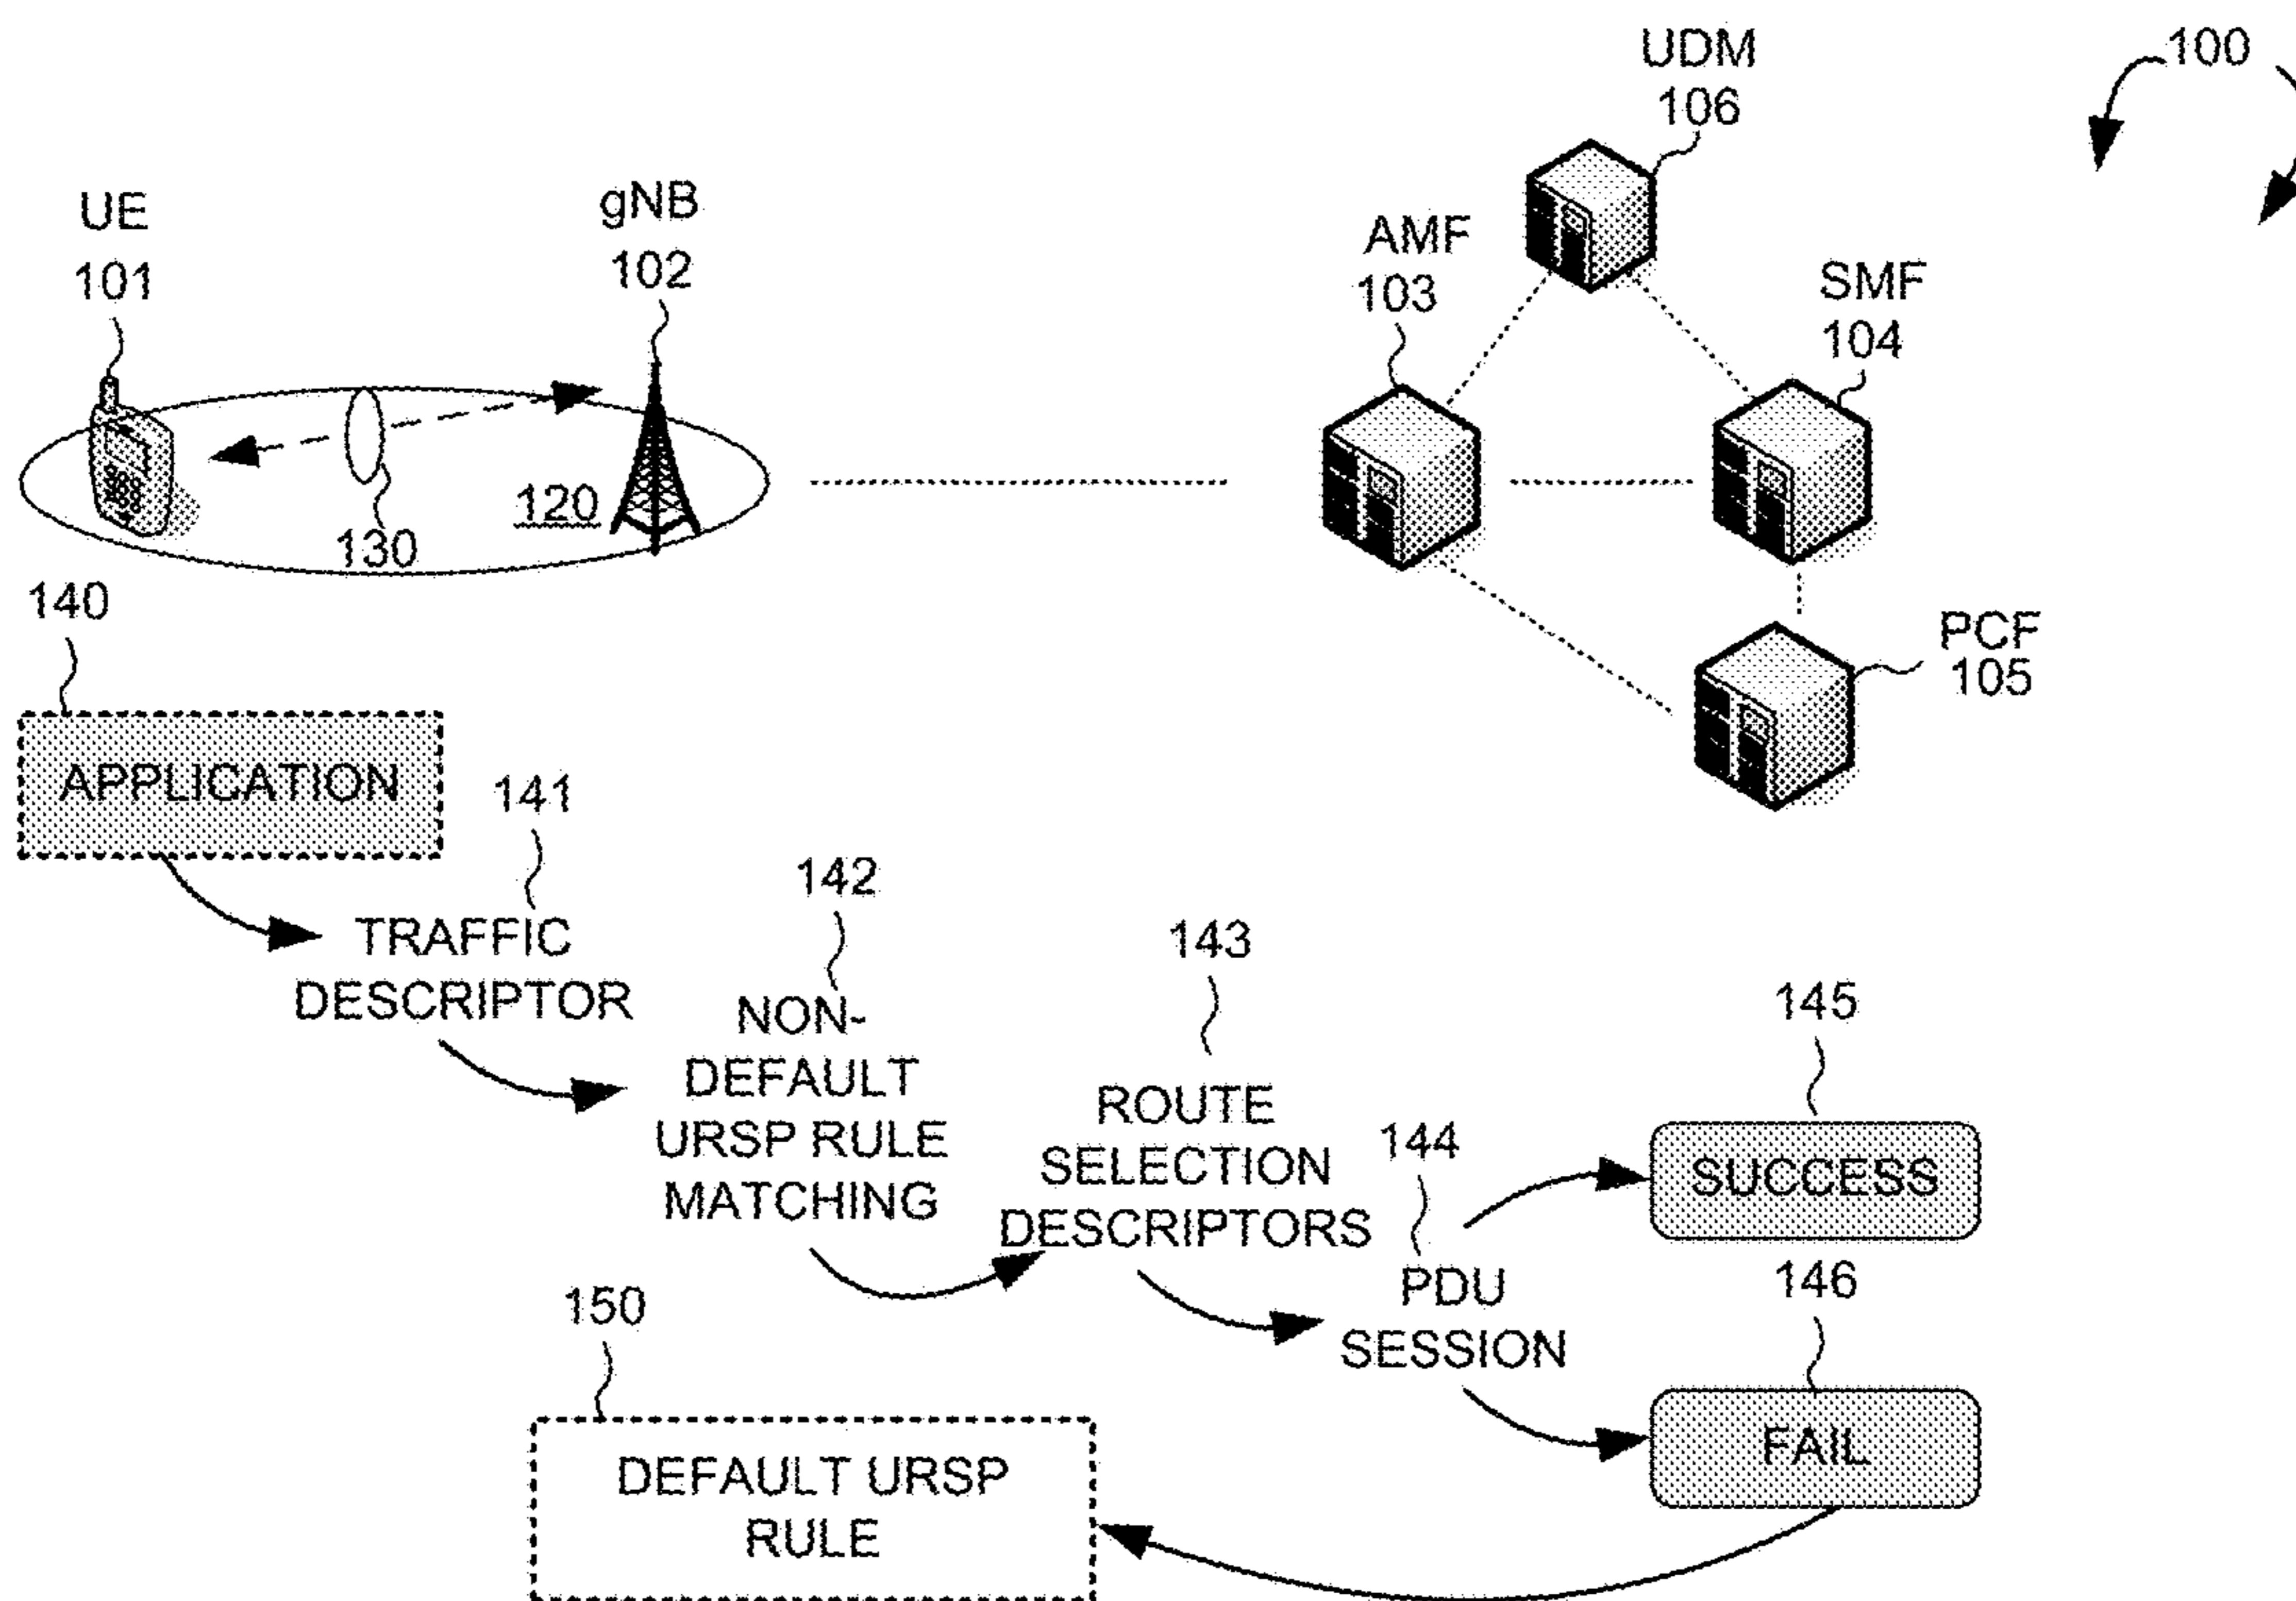 100
UDM
106
UE
101
gNB
102
AMF
103
SMF
104
120
130
PCF
105
140
APPLICATION
141
TRAFFIC
DESCRIPTOR
142
NON-
DEFAULT
URSP RULE
MATCHING
143
ROUTE
SELECTION
DESCRIPTORS
144
PDU
SESSION
145
SUCCESS
146
FAIL
150
DEFAULT URSP
RULE